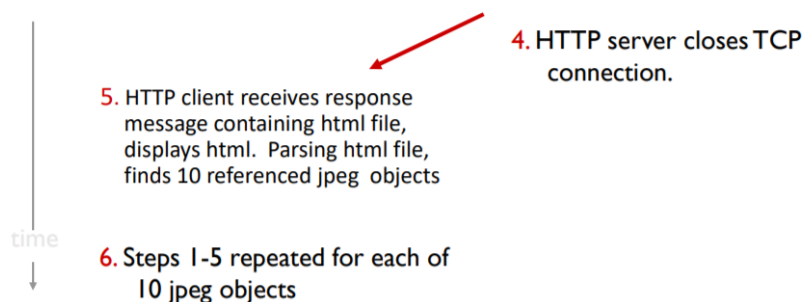 4. HTTP server closes TCP
connection.
5. HTTP client receives response
message containing html file,
displays html. Parsing html file,
finds 10 referenced jpeg objects
time
6. Steps 1-5 repeated for each of
10 jpeg objects